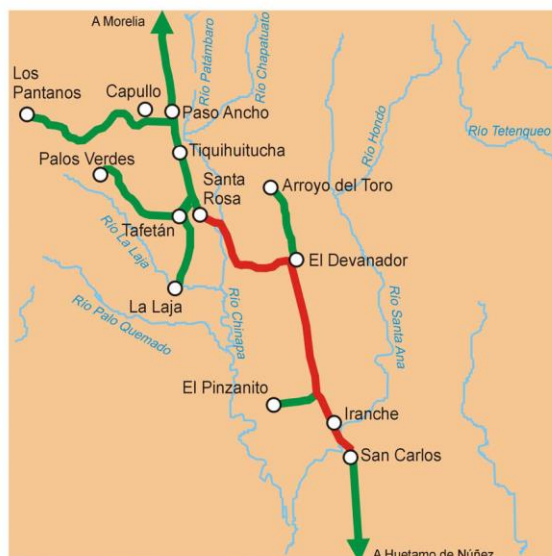 A Morelia
Los
Pantanos
Capullo
Paso Ancho
Río Patámbaro
Río Chapatuato
Tiquihuitucha
Palos Verdes
Santa
Rosa
Arroyo del Toro
Río Hondo
Río Tetenqueo
Tafetán
El Devanador
Río La Laja
La Laja
Río Palo Quemado
Río Chinapa
Río Santa Ana
El Pinzanito
Iranche
San Carlos
A Huetamo de Núñez